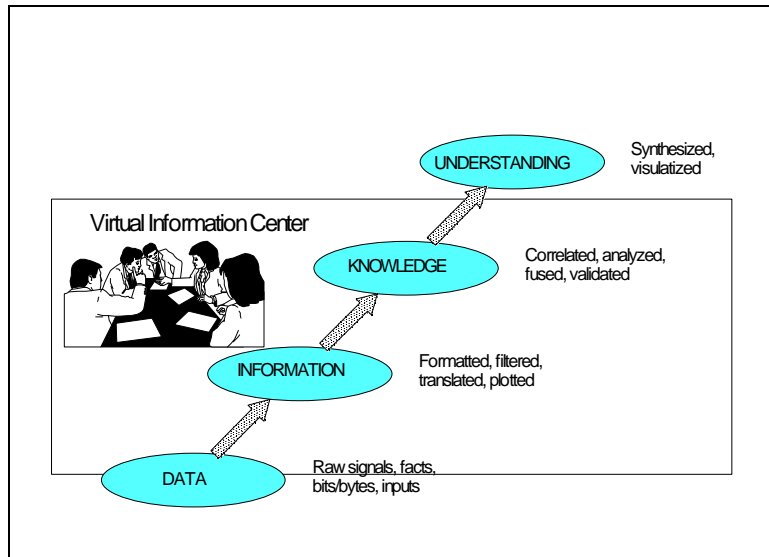 UNDERSTANDING
Synthesized,
visulatized
Virtual Information Center
KNOWLEDGE
Correlated, analyzed,
fused, validated
INFORMATION
Formatted, filtered,
translated, plotted
DATA
Raw signals, facts,
bits/bytes, inputs